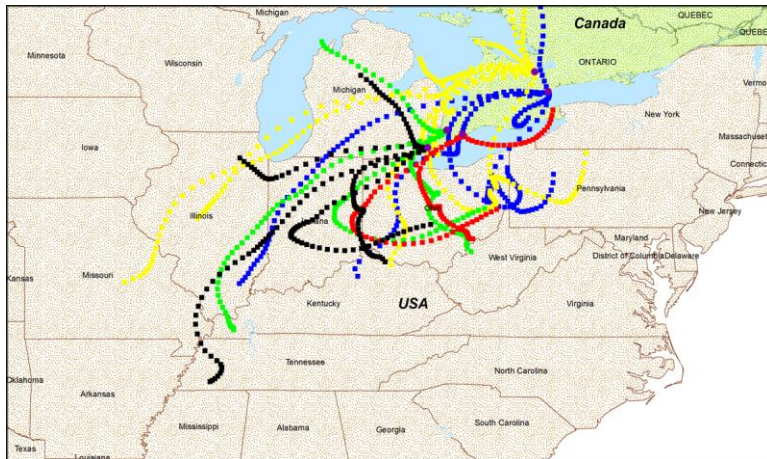 Michigan
Canada
QUEBEC
QUEBE
Minnesota
Wisconsin
ONTARIO
Vermo
Michigan
New York
Massachuset
Iowa
Connectic
Pennsylvania
Illinois
New Jersey
Maryland
District of Columbia
Delaware
West Virginia
Kansas
Missouri
Kentucky
USA
Virginia
Tennessee
North Carolina
Oklahoma
Arkansas
South Carolina
Mississippi
Alabama
Georgia
Texas
Louisiana